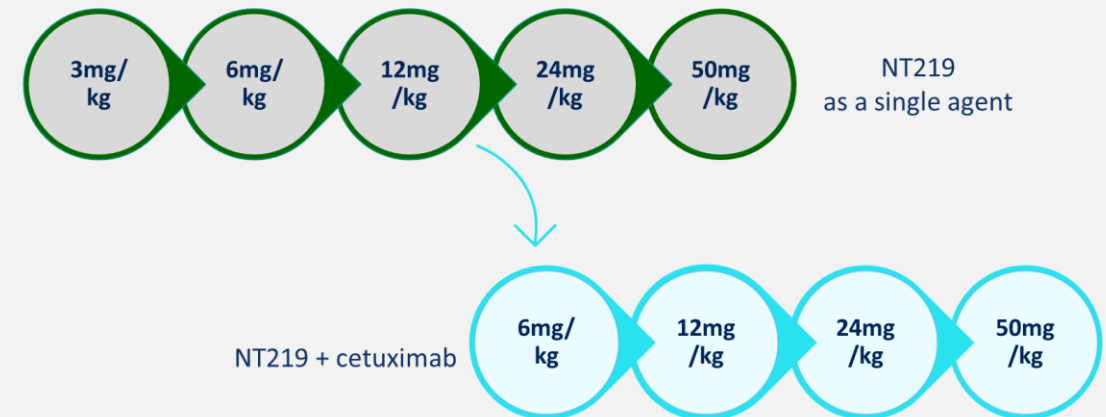 3mg/
kg
6mg/
kg
12mg
/kg
24mg
/kg
50mg
/kg
NT219
as a single agent
NT219 + cetuximab
6mg/
kg
12mg
/kg
24mg
/kg
50mg
/kg